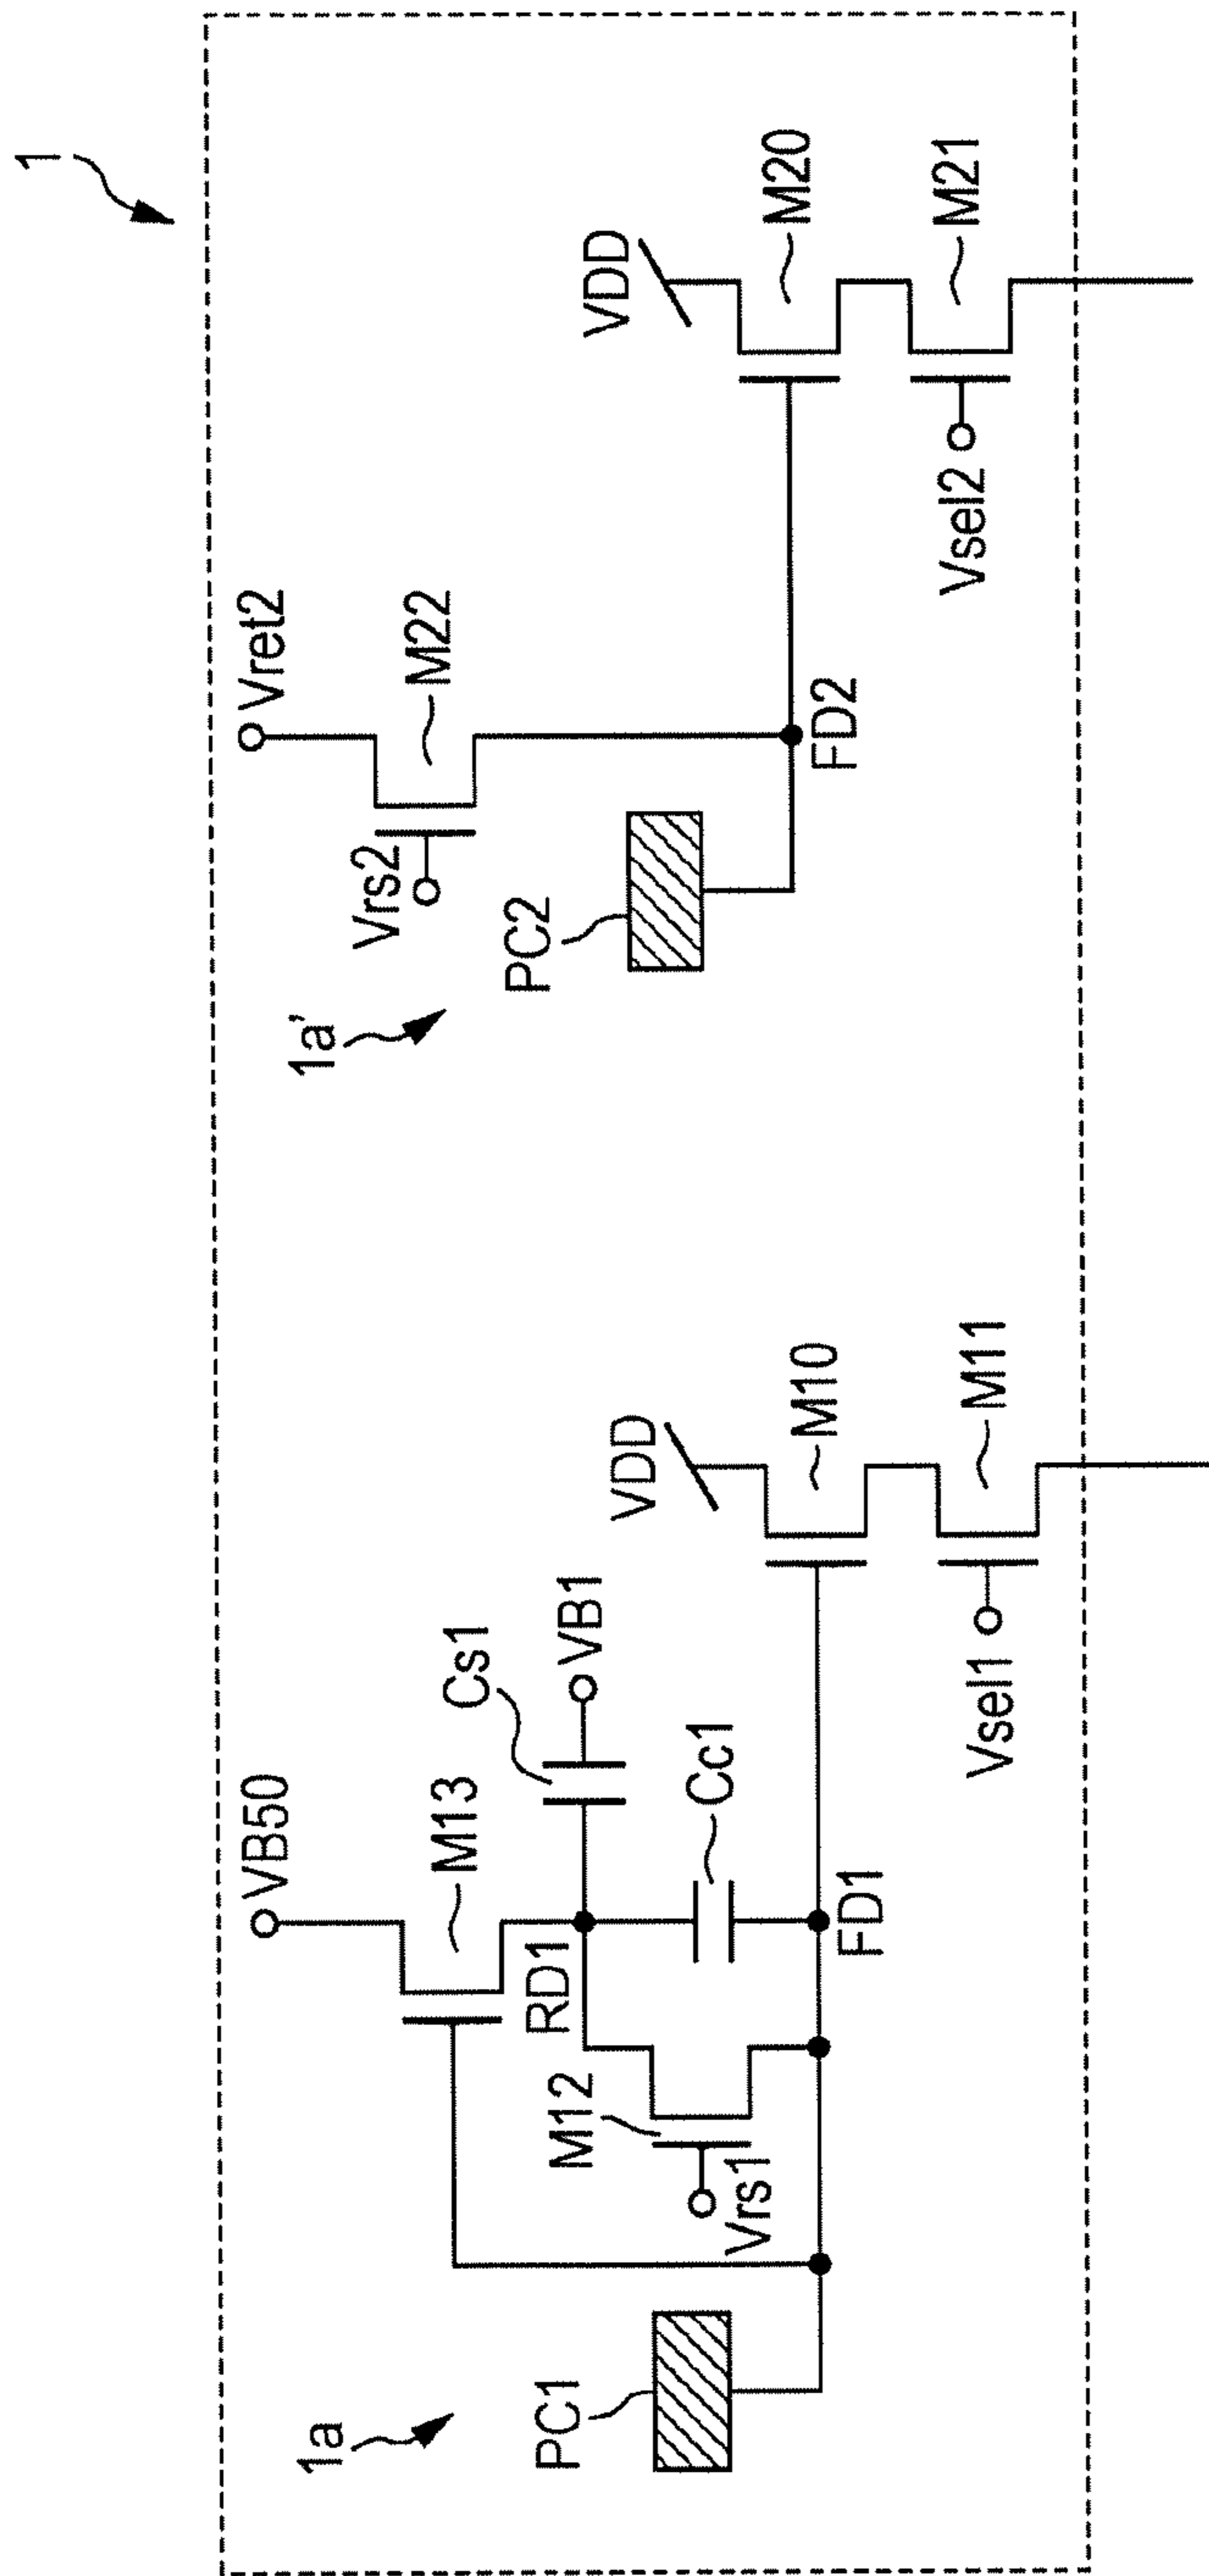 1
1a
VB50
M13
Cs1
VB1
RD1
Cc1
M12
Vrs1
PC1
FD1
VDD
M10
M11
Vsel1
1a'
Vret2
M22
Vrs2
PC2
FD2
VDD
M20
M21
Vsel2